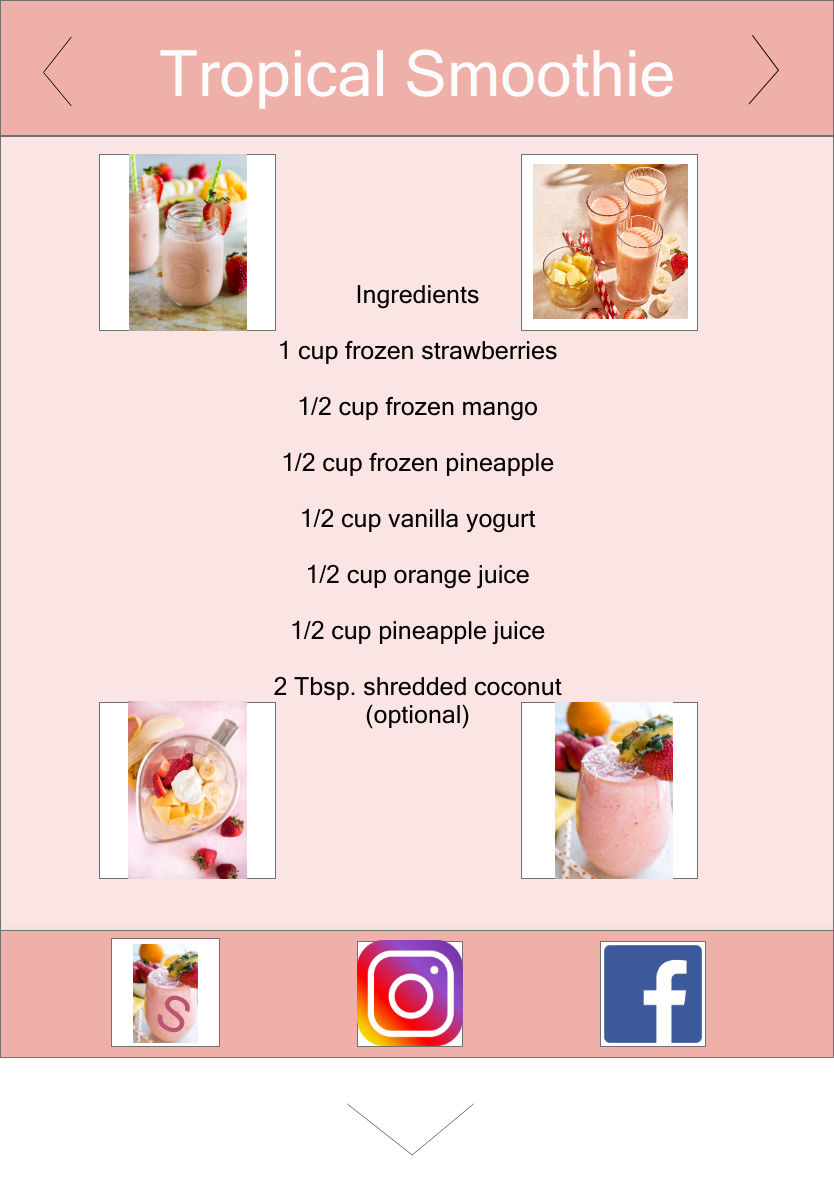 Tropical Smoothie
Ingredients
1 cup frozen strawberries
1/2 cup frozen mango
1/2 cup frozen pineapple
1/2 cup vanilla yogurt
1/2 cup orange juice
1/2 cup pineapple juice
2 Tbsp. shredded coconut
(optional)
S
f